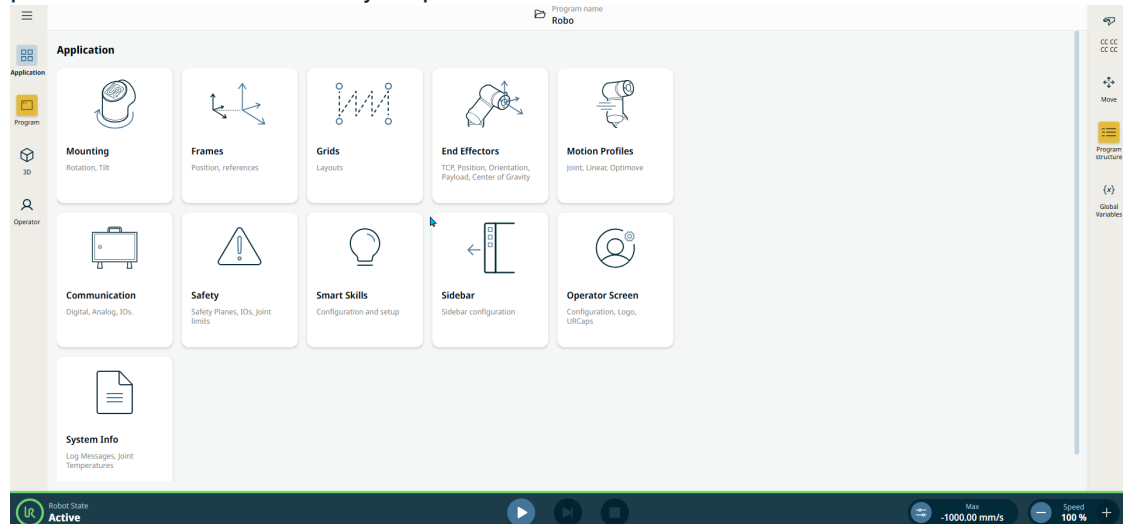 Program name
Robo
Application
Application
Program
3D
Operator
Mounting
Rotation, Tilt
Frames
Position, references
Grids
Layouts
End Effectors
TCP, Position, Orientation,
Payload, Center of Gravity
Motion Profiles
Joint, Linear, Optimove
Communication
Digital, Analog, IOs.
Safety
Safety Planes, IOs, Joint
limits
Smart Skills
Configuration and setup
Sidebar
Sidebar configuration
Operator Screen
Configuration, Logo,
URCaps
System Info
Log Messages, Joint
Temperatures
CC CC
CC CC
Move
Program
structure
{x}
Global
Variables
UR
Robot State
Active
Max
-1000.00 mm/s
Speed
100 %